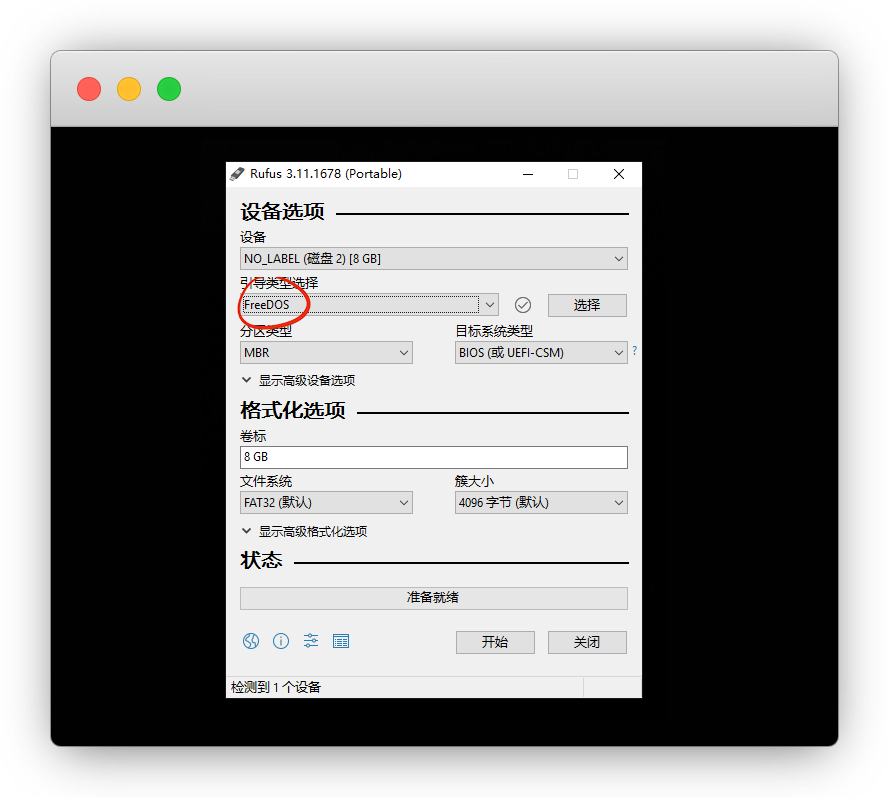 Rufus 3.11.1678 (Portable)
设备选项
设备
NO_LABEL (磁盘 2) [8 GB]
引导类型选择
FreeDOS
选择
分区类型
目标系统类型
MBR
BIOS (或 UEFI-CSM)
?
显示高级设备选项
格式化选项
卷标
8 GB
文件系统
簇大小
FAT32 (默认)
4096 字节 (默认)
显示高级格式化选项
状态
准备就绪
开始
关闭
检测到 1 个设备